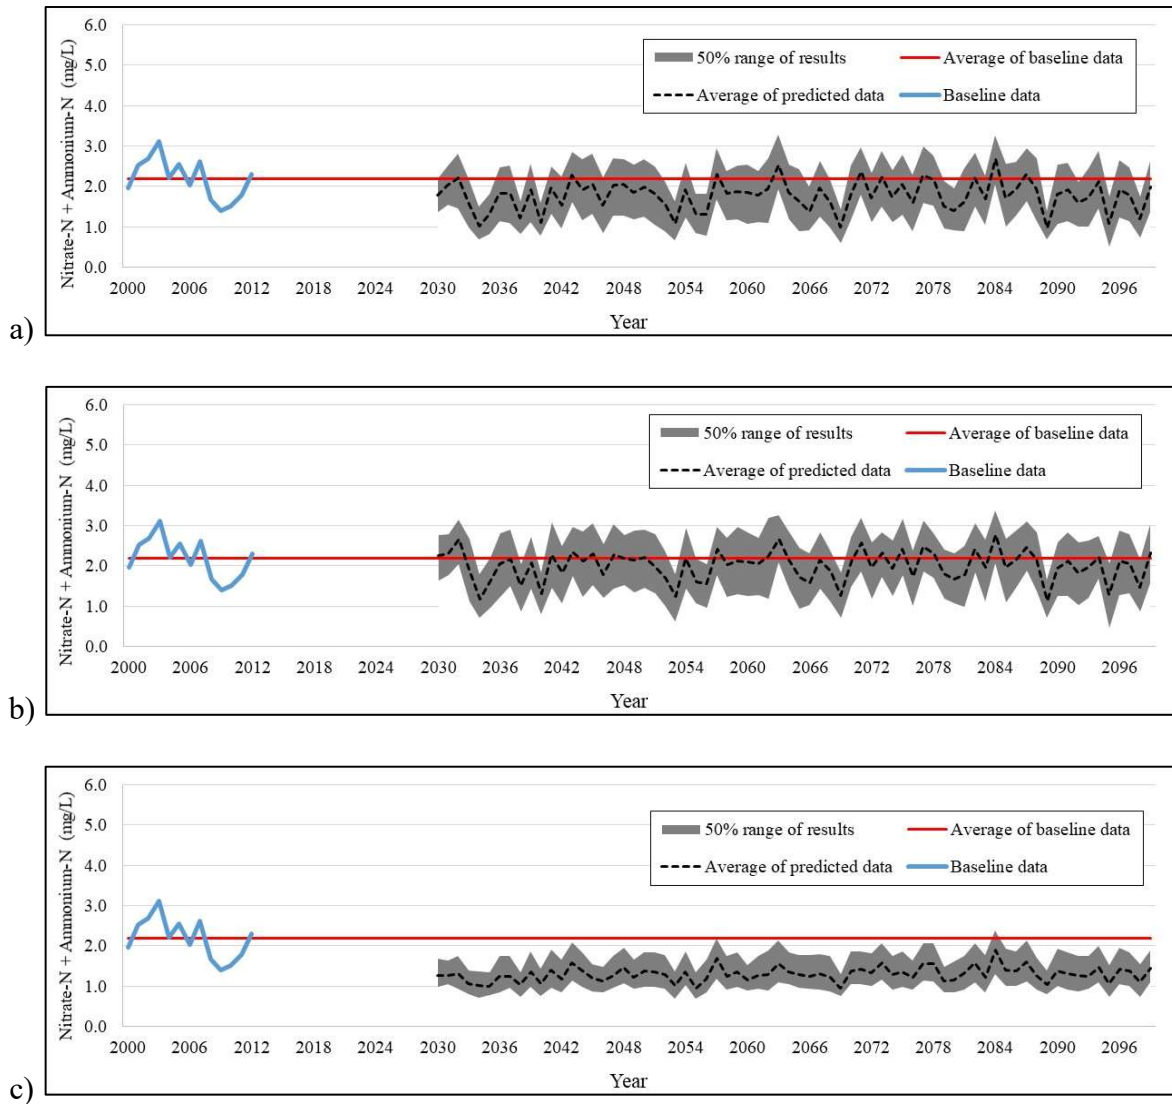 6.0
Nitrate-N + Ammonium-N (mg/L)
5.0
50% range of results Average of baseline data
4.0
Average of predicted data Baseline data
3.0
2.0
1.0
0.0
2000 2006 2012 2018 2024 2030 2036 2042 2048 2054 2060 2066 2072 2078 2084 2090 2096
Year
a)
6.0
Nitrate-N + Ammonium-N (mg/L)
5.0
50% range of results Average of baseline data
4.0
Average of predicted data Baseline data
3.0
2.0
1.0
0.0
2000 2006 2012 2018 2024 2030 2036 2042 2048 2054 2060 2066 2072 2078 2084 2090 2096
Year
b)
6.0
Nitrate-N + Ammonium-N (mg/L)
5.0
50% range of results Average of baseline data
4.0
Average of predicted data Baseline data
3.0
2.0
1.0
0.0
2000 2006 2012 2018 2024 2030 2036 2042 2048 2054 2060 2066 2072 2078 2084 2090 2096
Year
c)